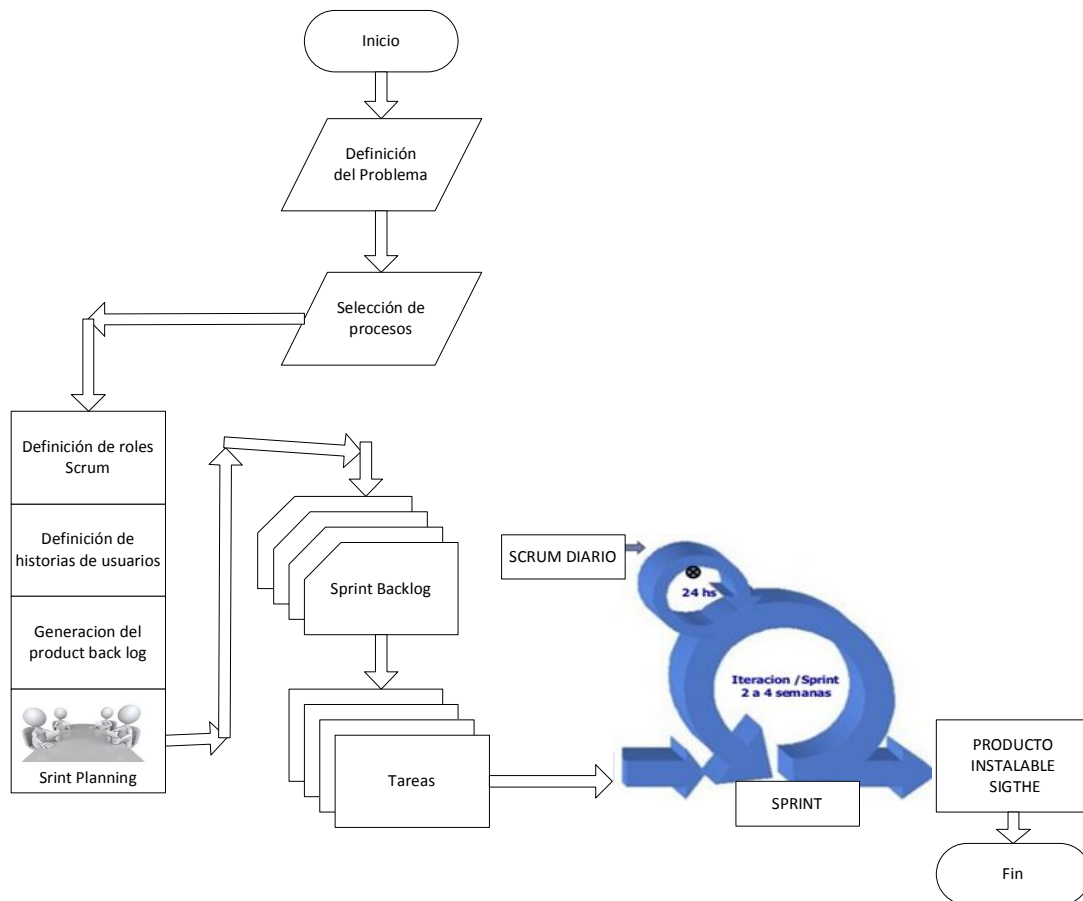 Inicio
Definición
del Problema
Selección de
procesos
Definición de roles
Scrum
Definición de
historias de usuarios
Generacion del
product back log
Srint Planning
Sprint Backlog
Tareas
SCRUM DIARIO
24 hs
Iteracion /Sprint
2 a 4 semanas
SPRINT
PRODUCTO
INSTALABLE
SIGTHE
Fin